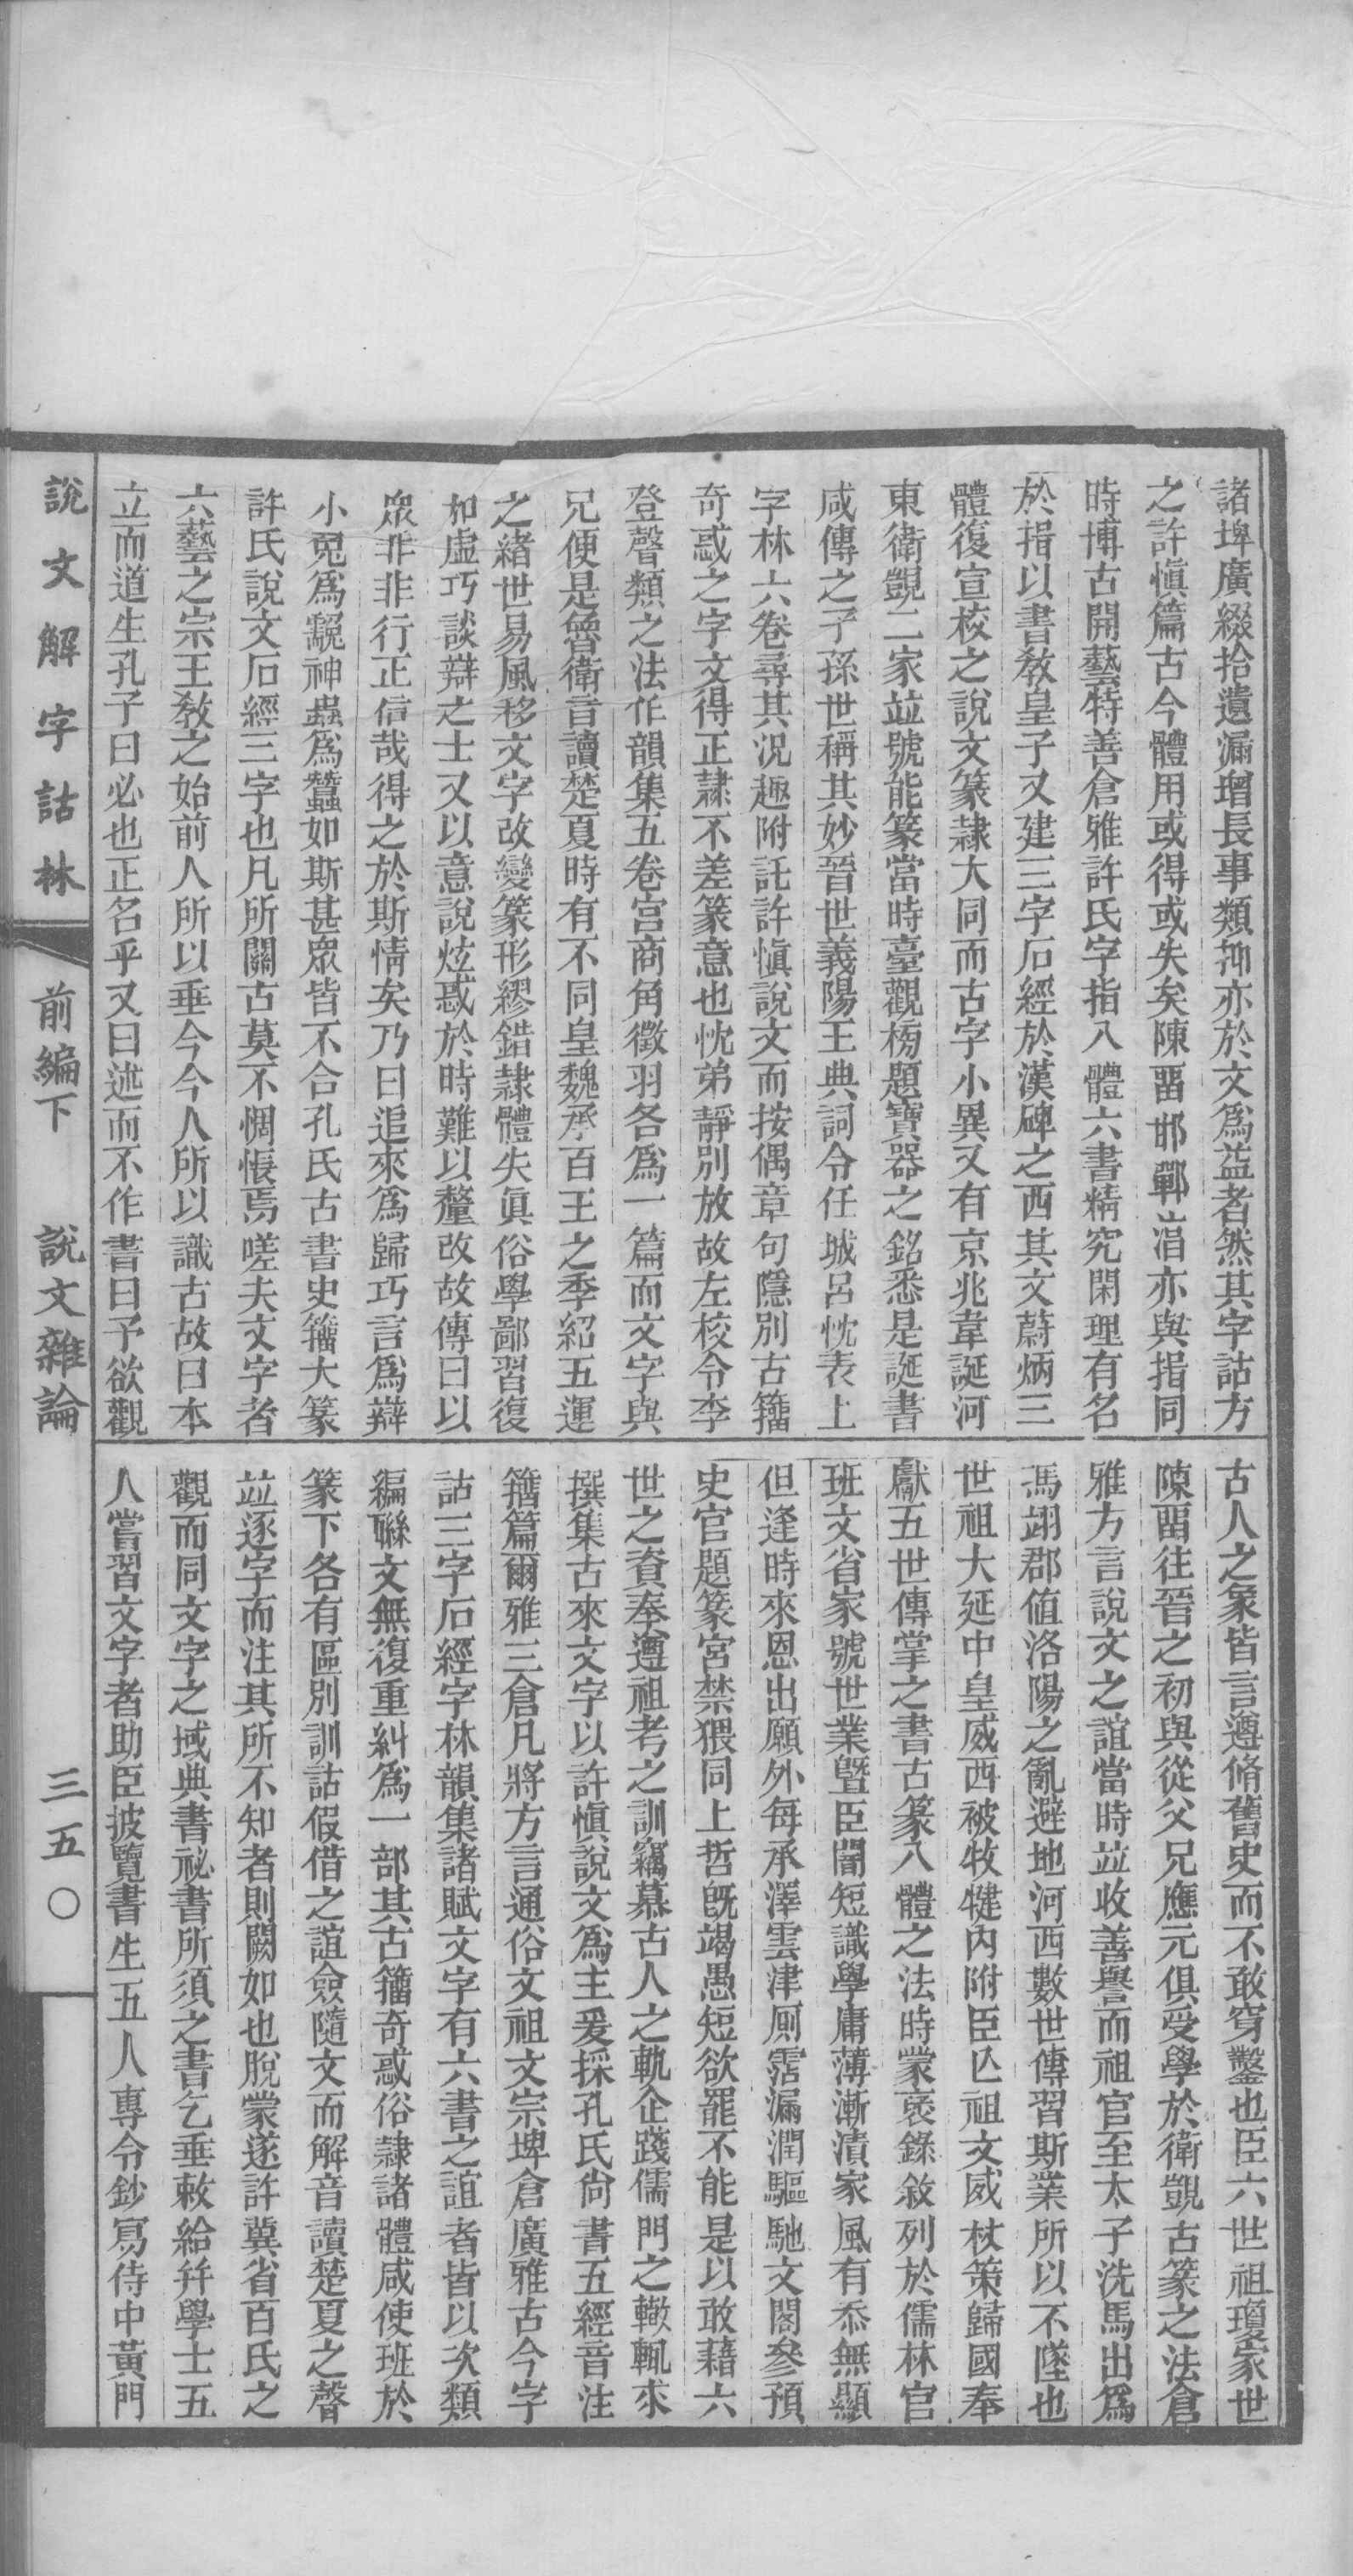 諸埤廣綴拾遺漏增長事類抑亦於文爲益者然其字詁方
之許愼篇古今體用或得或失矣陳畱邯鄲淳亦與揖同
時博古開藝特善倉雅許氏字指八體六書精究閑理有名
於揖以書敎皇子又建三字石經於漢碑之西其文蔚炳三
體復宣校之說文篆隷大同而古字小異又有京兆韋誕河
東衛覬二家竝號能篆當時臺觀榜題寶器之銘悉是誕書
咸傳之子孫世稱其妙晉世義陽王典詞令任城呂忱表上
字林六卷尋其況趣附託許愼說文而按偶章句隱別古籀
奇惑之字文得正隷不差篆意也忱弟靜別放故左校令李
登聲類之法作韻集五卷宮商角徵羽各爲一篇而文字與
兄便是魯衛音讀楚夏時有不同皇魏承百王之季紹五運
之緒世易風移文字改變篆形繆錯隷體失眞俗學鄙習復
加虛巧談辯之士又以意說炫惑於時難以釐改故傳曰以
衆非非行正信哉得之於斯情矣乃曰追來爲歸巧言爲辯
小兎爲䨲神蟲爲蠶如斯甚衆皆不合孔氏古書史籀大篆
許氏說文石經三字也凡所關古莫不惆悵焉嗟夫文字者
六藝之宗王敎之始前人所以垂今今人所以識古故曰本
立而道生孔子曰必也正名乎又曰述而不作書曰予欲觀
古人之象皆言遵脩舊史而不敢穿鑿也臣六世祖瓊家世
陳畱往晉之初與從父兄應元俱受學於衛覬古篆之法倉
雅方言說文之誼當時竝收善譽而祖官至太子洗馬出爲
馮翊郡值洛陽之亂避地河西數世傳習斯業所以不墜也
世祖大延中皇威西被牧犍內附臣亡祖文威杖策歸國奉
獻五世傳掌之書古篆八體之法時蒙褒錄敘列於儒林官
班文省家號世業暨臣闇短識學庸薄漸漬家風有忝無顯
但逢時來恩出願外每承澤雲津厠霑漏潤驅馳文閣參預
史官題篆宮禁猥同上哲旣竭愚短欲罷不能是以敢藉六
世之資奉遵祖考之訓竊慕古人之軌企踐儒門之轍輒求
撰集古來文字以許愼說文爲主爰採孔氏尙書五經音注
籀篇爾雅三倉凡將方言通俗文祖文宗埤倉廣雅古今字
詁三字石經字林韻集諸賦文字有六書之誼者皆以次類
編聯文無復重糾爲一部其古籀奇惑俗隷諸體咸使班於
篆下各有區別訓詁假借之誼僉隨文而解音讀楚夏之聲
竝逐字而注其所不知者則闕如也脫蒙遂許冀省百氏之
觀而同文字之域典書祕書所須之書乞垂敕給幷學士五
人嘗習文字者助臣披覽書生五人專令鈔寫侍中黃門
說文解字詁林
前編下
說文雜論
三五〇